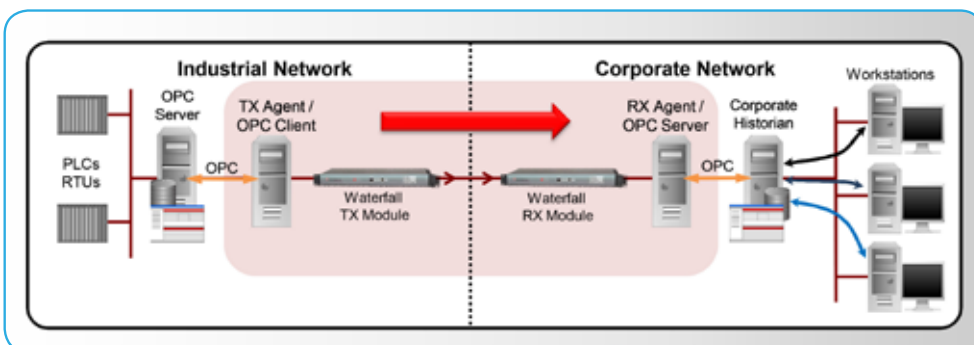 Industrial Network
Corporate Network
OPC
Server
TX Agent /
OPC Client
RX Agent /
OPC Server
Corporate
Historian
Workstations
PLCs
RTUs
OPC
Waterfall
TX Module
Waterfall
RX Module
OPC